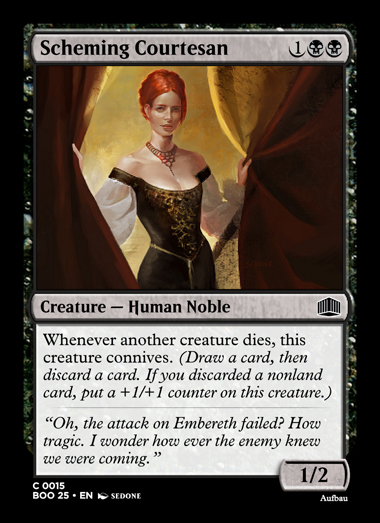 Scheming Courtesan 1
Creature — Human Noble
Whenever another creature dies, this
creature connives. (Draw a card, then
discard a card. If you discarded a nonland
card, put a +1/+1 counter on this creature.)
“Oh, the attack on Embereth failed? How
tragic. I wonder how ever the enemy knew
we were coming.”
1/2
C 0015
BOO 25 • EN SEDONE
Aufbau